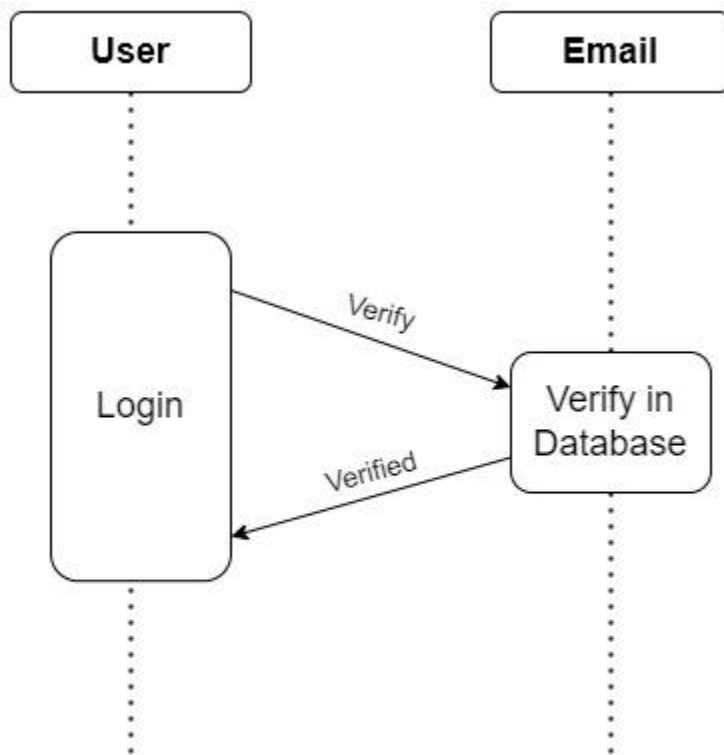 User
Email
Verify
Login
Verify in
Database
Verified